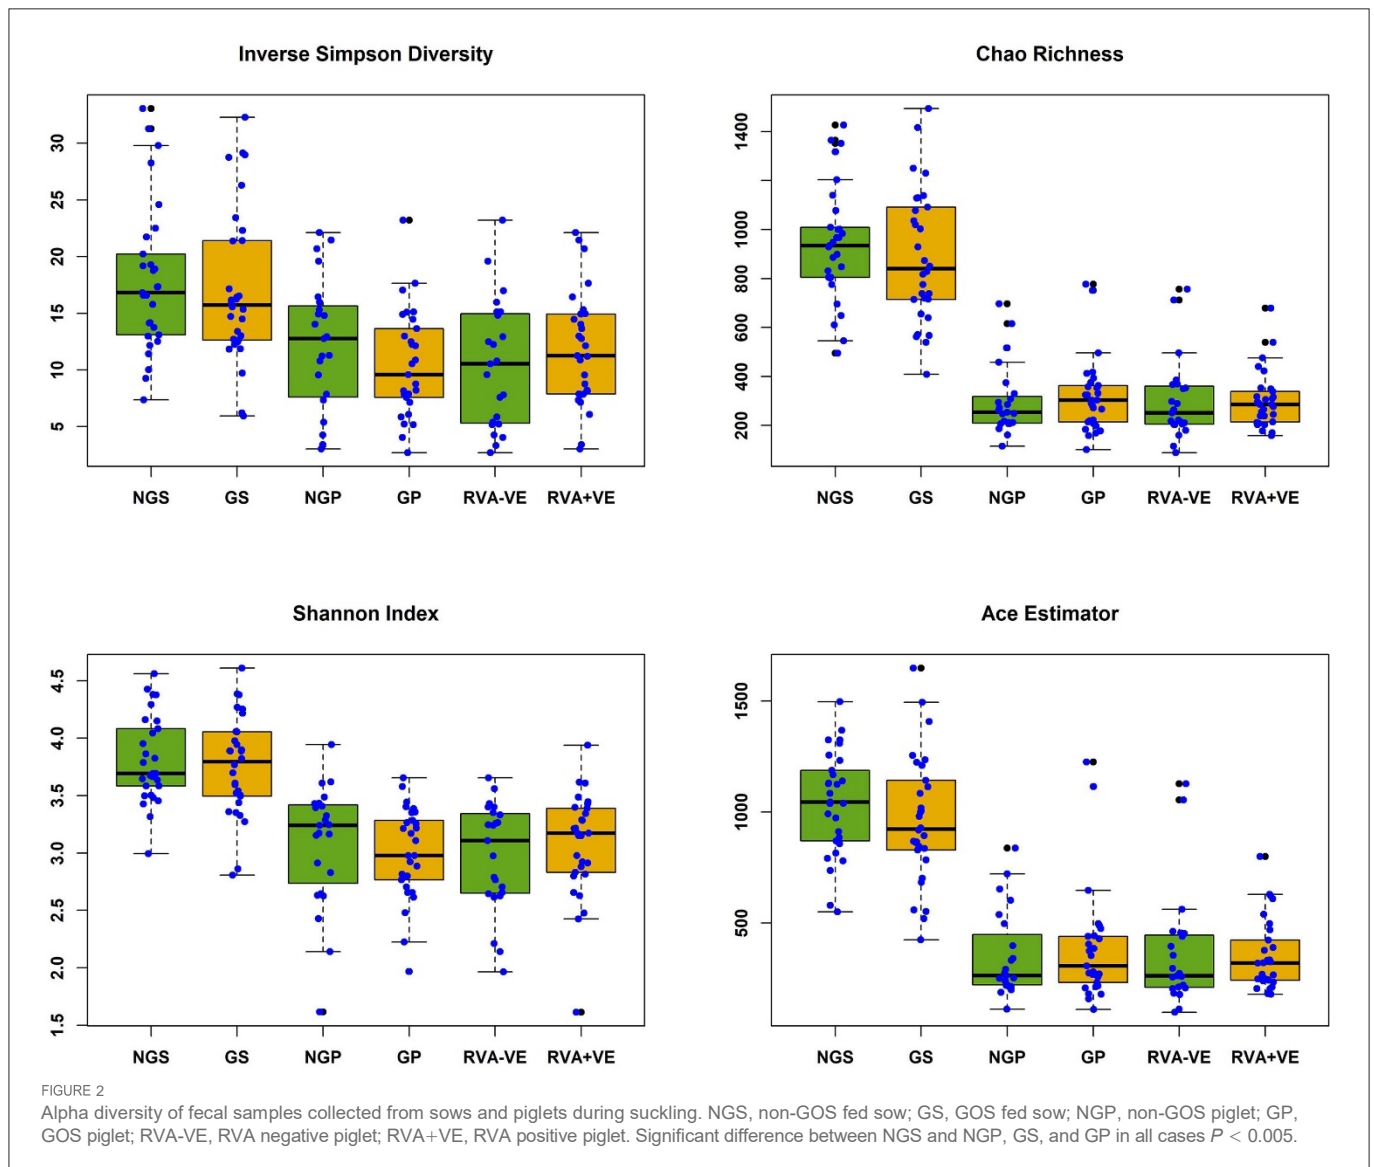 Inverse Simpson Diversity
30
25
20
15
10
5
NGS GS NGP GP RVA-VE RVA+VE
Chao Richness
1400
1000
800
600
400
200
NGS GS NGP GP RVA-VE RVA+VE
Shannon Index
4.5
4.0
3.5
3.0
2.5
2.0
1.5
NGS GS NGP GP RVA-VE RVA+VE
Ace Estimator
1500
1000
500
NGS GS NGP GP RVA-VE RVA+VE
FIGURE 2
Alpha diversity of fecal samples collected from sows and piglets during suckling. NGS, non-GOS fed sow; GS, GOS fed sow; NGP, non-GOS piglet; GP,
GOS piglet; RVA-VE, RVA negative piglet; RVA+VE, RVA positive piglet. Significant difference between NGS and NGP, GS, and GP in all cases P < 0.005.